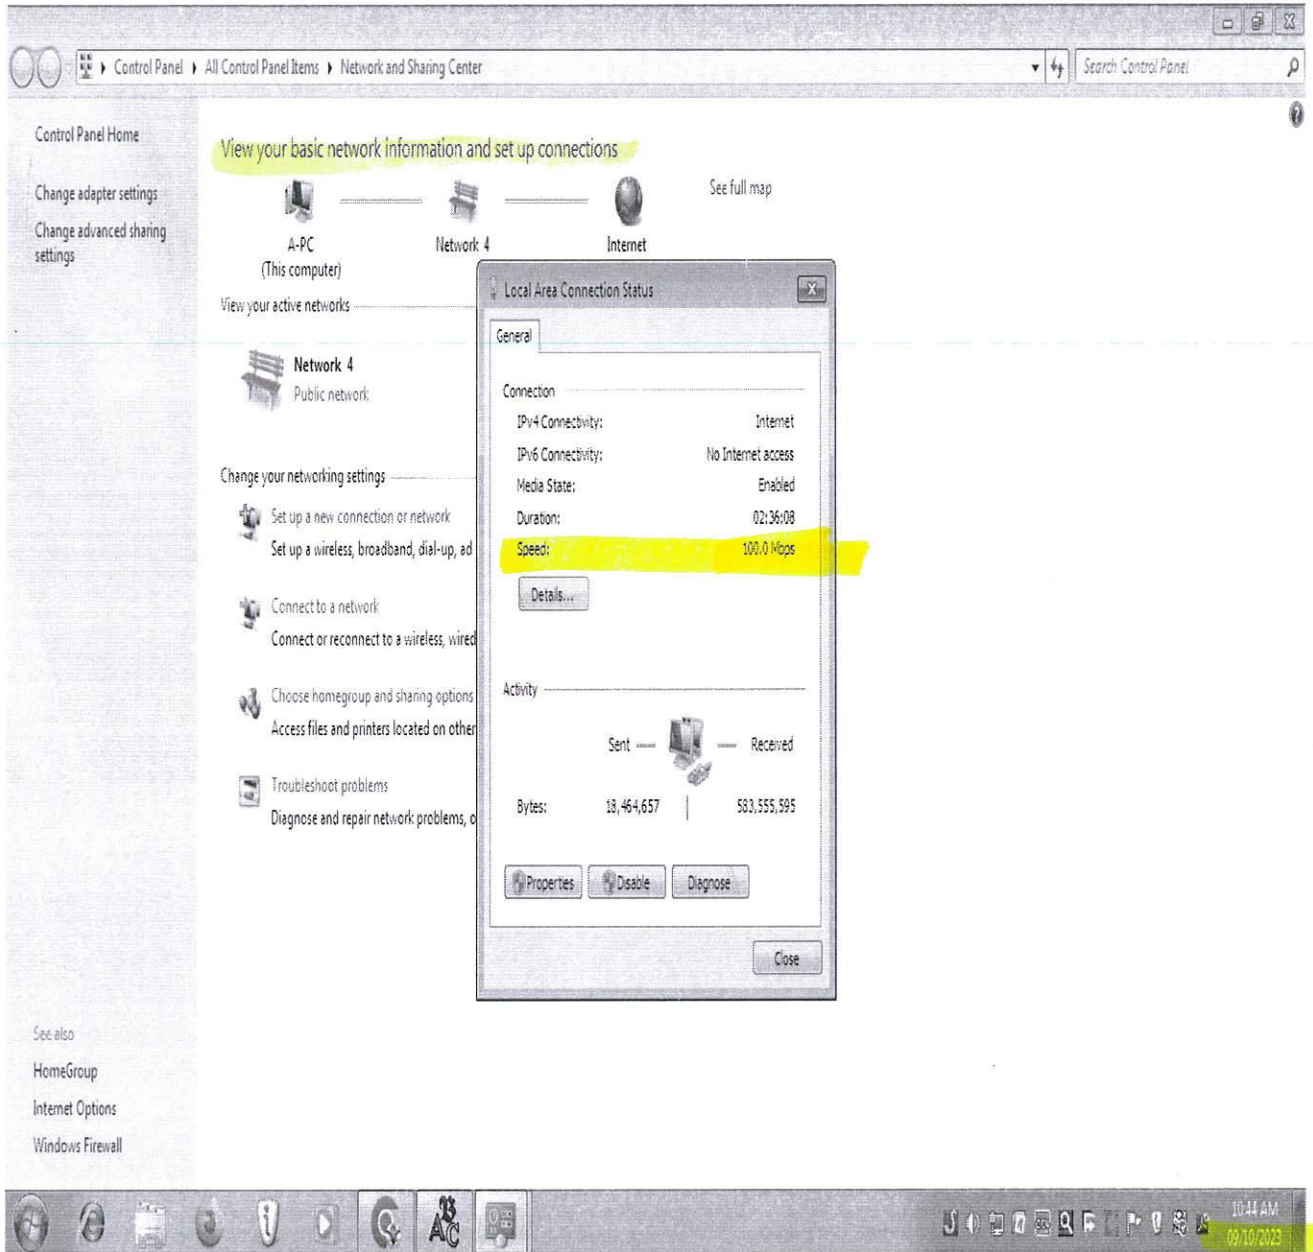 Control Panel ▸ All Control Panel Items ▸ Network and Sharing Center
Search Control Panel
Control Panel Home
Change adapter settings
Change advanced sharing
settings
View your basic network information and set up connections
See full map
A-PC
(This computer)
Network 4
Internet
View your active networks
Network 4
Public network
Change your networking settings
Set up a new connection or network
Set up a wireless, broadband, dial-up, ad
Connect to a network
Connect or reconnect to a wireless, wired
Choose homegroup and sharing options
Access files and printers located on other
Troubleshoot problems
Diagnose and repair network problems, o
Local Area Connection Status
General
Connection
IPv4 Connectivity: Internet
IPv6 Connectivity: No Internet access
Media State: Enabled
Duration: 02:36:08
Speed: 100.0 Mbps
Details...
Activity
Sent Received
Bytes: 18,464,657 583,555,595
Properties Disable Diagnose
Close
See also
HomeGroup
Internet Options
Windows Firewall
10:44 AM
09/10/2023